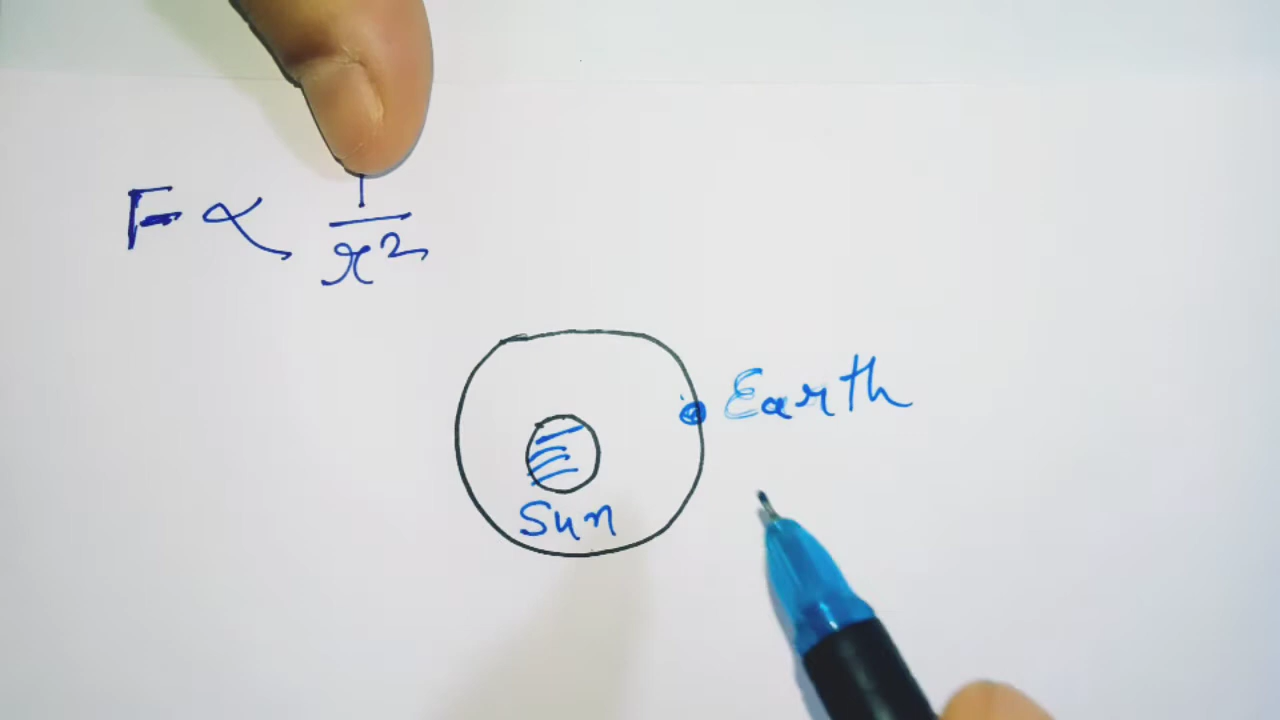 F ∝ 1/r²
Earth
Sun